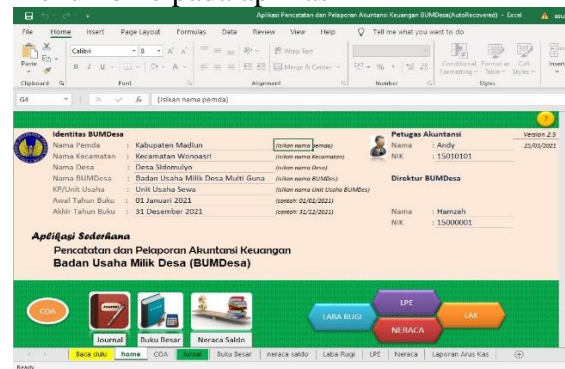 Aplikasi Pencatatan dan Pelaporan Akuntansi Keuangan BUMDesa(AutoRecovered) - Excel
File Home Insert Page Layout Formulas Data Review View Help Tell me what you want to do
Calibri 8 Wrap Text
Paste B I U Merge & Center Conditional Formatting Format as Table Cell Styles Insert
Clipboard Font Alignment Number Styles
G4 fx (Isikan nama pemda)
?
Identitas BUMDesa Petugas Akuntansi Version 2.5
Nama Pemda : Kabupaten Madiun (Isikan nama pemda) Nama : Andy 25/03/2021
Nama Kecamatan : Kecamatan Wonoasri (Isikan nama Kecamatan) NIK : 15010101
Nama Desa : Desa Sidomulyo (Isikan nama Desa)
Nama BUMDesa : Badan Usaha Milik Desa Multi Guna (Isikan nama BUMDes) Direktur BUMDesa
KP/Unit Usaha : Unit Usaha Sewa (Isikan nama Unit Usaha BUMDes)
Awal Tahun Buku : 01 Januari 2021 (contoh: 01/01/2021)
Akhir Tahun Buku : 31 Desember 2021 (contoh: 31/12/2021) Nama : Hamzah
NIK : 15000001
Aplikasi Sederhana
Pencatatan dan Pelaporan Akuntansi Keuangan
Badan Usaha Milik Desa (BUMDesa)
COA Journal LABA RUGI LPE LAK
NERACA
Journal Buku Besar Neraca Saldo
Baca dulu home COA Jurnal Buku Besar neraca saldo Laba Rugi LPE Neraca Laporan Arus Kas
Ready